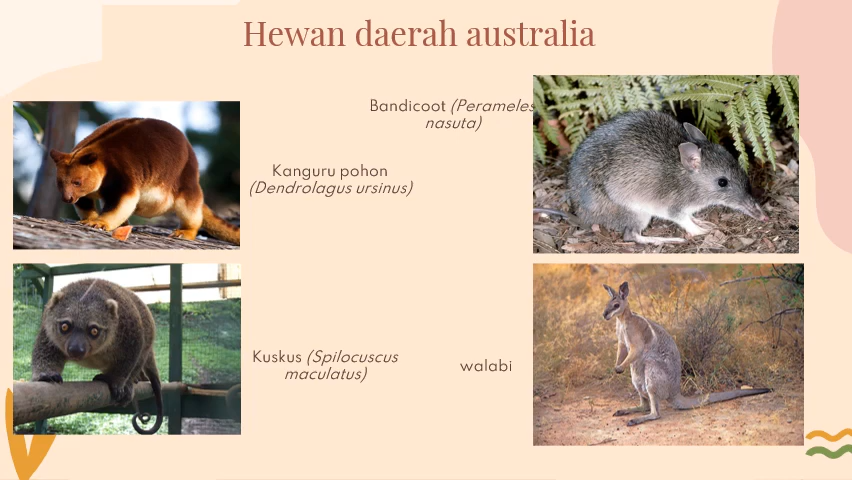 Hewan daerah australia
Bandicoot (Perameles
nasuta)
Kanguru pohon
(Dendrolagus ursinus)
Kuskus (Spilocuscus
maculatus)
walabi